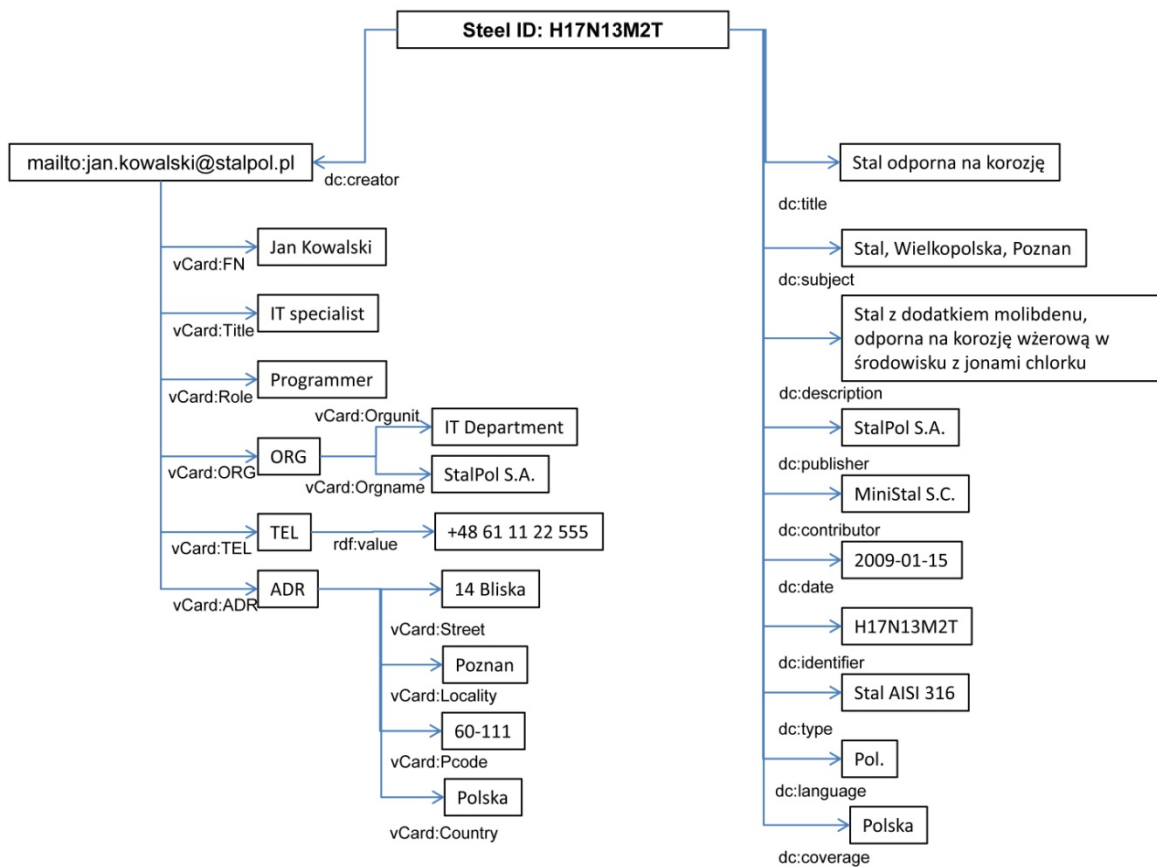 Steel ID: H17N13M2T
mailto:jan.kowalski@stalpol.pl
dc:creator
Jan Kowalski
vCard:FN
IT specialist
vCard:Title
Programmer
vCard:Role
vCard:Orgunit
IT Department
ORG
vCard:ORG
vCard:Orgname
StalPol S.A.
TEL
vCard:TEL
rdf:value
+48 61 11 22 555
ADR
vCard:ADR
14 Bliska
vCard:Street
Poznan
vCard:Locality
60-111
vCard:Pcode
Polska
vCard:Country
Stal odporna na korozję
dc:title
Stal, Wielkopolska, Poznan
dc:subject
Stal z dodatkiem molibdenu,
odporna na korozję wżerową w
środowisku z jonami chlorku
dc:description
StalPol S.A.
dc:publisher
MiniStal S.C.
dc:contributor
2009-01-15
dc:date
H17N13M2T
dc:identifier
Stal AISI 316
dc:type
Pol.
dc:language
Polska
dc:coverage